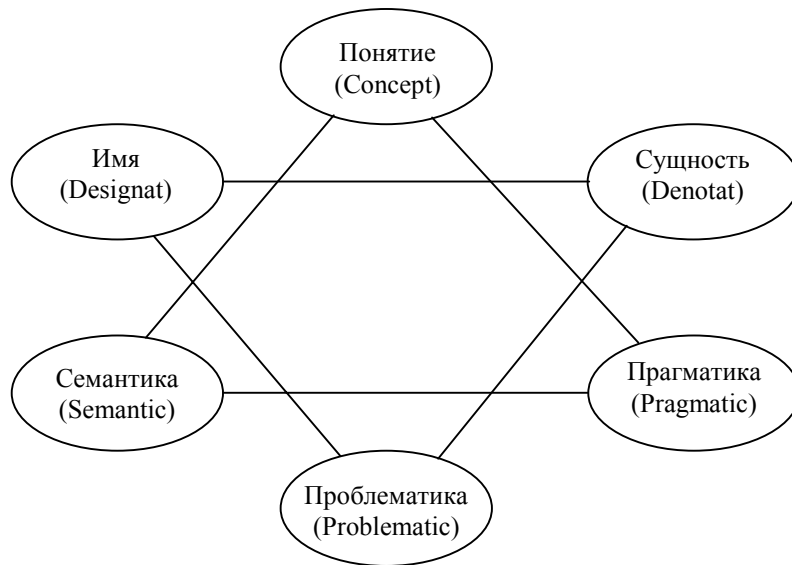 Понятие
(Concept)
Имя
(Designat)
Сущность
(Denotat)
Семантика
(Semantic)
Прагматика
(Pragmatic)
Проблематика
(Problematic)